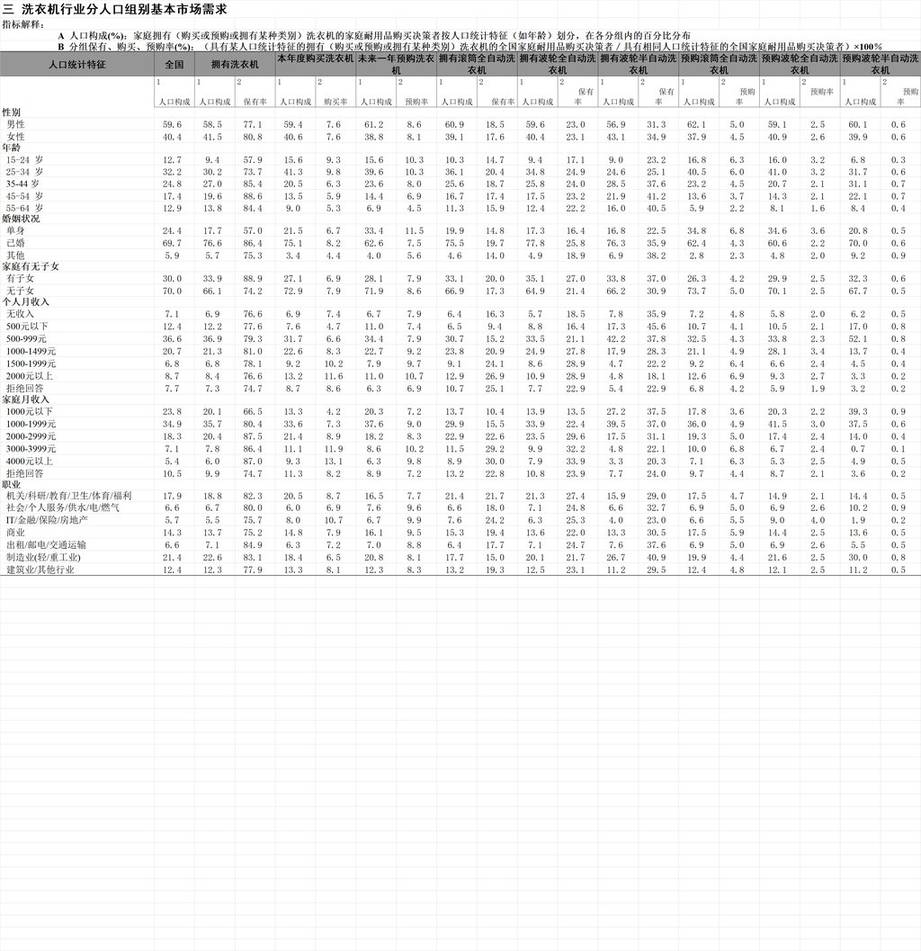 三 洗衣机行业分人口组别基本市场需求
指标解释：
A 人口构成(%)：家庭拥有（购买或预购或拥有某种类别）洗衣机的家庭耐用品购买决策者按人口统计特征（如年龄）划分，在各分组内的百分比分布
B 分组保有、购买、预购率(%)：（具有某人口统计特征的拥有（购买或预购或拥有某种类别）洗衣机的全国家庭耐用品购买决策者 / 具有相同人口统计特征的全国家庭耐用品购买决策者）×100%
人口统计特征 全国 拥有洗衣机 本年度购买洗衣机 未来一年预购洗衣机 拥有滚筒全自动洗衣机 拥有波轮全自动洗衣机 拥有波轮半自动洗衣机 预购滚筒全自动洗衣机 预购波轮全自动洗衣机 预购波轮半自动洗衣机
1 1 2 1 2 1 2 1 2 1 2 1 2 1 2 1 2 1 2
人口构成 人口构成 保有率 人口构成 购买率 人口构成 预购率 人口构成 保有率 人口构成 保有率 人口构成 保有率 人口构成 预购率 人口构成 预购率 人口构成 预购率
性别
男性 59.6 58.5 77.1 59.4 7.6 61.2 8.6 60.9 18.5 59.6 23.0 56.9 31.3 62.1 5.0 59.1 2.5 60.1 0.6
女性 40.4 41.5 80.8 40.6 7.6 38.8 8.1 39.1 17.6 40.4 23.1 43.1 34.9 37.9 4.5 40.9 2.6 39.9 0.6
年龄
15-24 岁 12.7 9.4 57.9 15.6 9.3 15.6 10.3 10.3 14.7 9.4 17.1 9.0 23.2 16.8 6.3 16.0 3.2 6.8 0.3
25-34 岁 32.2 30.2 73.7 41.3 9.8 39.6 10.3 36.1 20.4 34.8 24.9 24.6 25.1 40.5 6.0 41.0 3.2 31.7 0.6
35-44岁 24.8 27.0 85.4 20.5 6.3 23.6 8.0 25.6 18.7 25.8 24.0 28.5 37.6 23.2 4.5 20.7 2.1 31.1 0.7
45-54 岁 17.4 19.6 88.6 13.5 5.9 14.4 6.9 16.7 17.4 17.5 23.2 21.9 41.2 13.6 3.7 14.3 2.1 22.1 0.7
55-64 岁 12.9 13.8 84.4 9.0 5.3 6.9 4.5 11.3 15.9 12.4 22.2 16.0 40.5 5.9 2.2 8.1 1.6 8.4 0.4
婚姻状况
单身 24.4 17.7 57.0 21.5 6.7 33.4 11.5 19.9 14.8 17.3 16.4 16.8 22.5 34.8 6.8 34.6 3.6 20.8 0.5
已婚 69.7 76.6 86.4 75.1 8.2 62.6 7.5 75.5 19.7 77.8 25.8 76.3 35.9 62.4 4.3 60.6 2.2 70.0 0.6
其他 5.9 5.7 75.3 3.4 4.4 4.0 5.6 4.6 14.0 4.9 18.9 6.9 38.2 2.8 2.3 4.8 2.0 9.2 0.9
家庭有无子女
有子女 30.0 33.9 88.9 27.1 6.9 28.1 7.9 33.1 20.0 35.1 27.0 33.8 37.0 26.3 4.2 29.9 2.5 32.3 0.6
无子女 70.0 66.1 74.2 72.9 7.9 71.9 8.6 66.9 17.3 64.9 21.4 66.2 30.9 73.7 5.0 70.1 2.5 67.7 0.5
个人月收入
无收入 7.1 6.9 76.6 6.9 7.4 6.7 7.9 6.4 16.3 5.7 18.5 7.8 35.9 7.2 4.8 5.8 2.0 6.2 0.5
500元以下 12.4 12.2 77.6 7.6 4.7 11.0 7.4 6.5 9.4 8.8 16.4 17.3 45.6 10.7 4.1 10.5 2.1 17.0 0.8
500-999元 36.6 36.9 79.3 31.7 6.6 34.4 7.9 30.7 15.2 33.5 21.1 42.2 37.8 32.5 4.3 33.8 2.3 52.1 0.8
1000-1499元 20.7 21.3 81.0 22.6 8.3 22.7 9.2 23.8 20.9 24.9 27.8 17.9 28.3 21.1 4.9 28.1 3.4 13.7 0.4
1500-1999元 6.8 6.8 78.1 9.2 10.2 7.9 9.7 9.1 24.1 8.6 28.9 4.7 22.2 9.2 6.4 6.6 2.4 4.5 0.4
2000元以上 8.7 8.4 76.6 13.2 11.6 11.0 10.7 12.9 26.9 10.9 28.9 4.8 18.1 12.6 6.9 9.3 2.7 3.3 0.2
拒绝回答 7.7 7.3 74.7 8.7 8.6 6.3 6.9 10.7 25.1 7.7 22.9 5.4 22.9 6.8 4.2 5.9 1.9 3.2 0.2
家庭月收入
1000元以下 23.8 20.1 66.5 13.3 4.2 20.3 7.2 13.7 10.4 13.9 13.5 27.2 37.5 17.8 3.6 20.3 2.2 39.3 0.9
1000-1999元 34.9 35.7 80.4 33.6 7.3 37.6 9.0 29.9 15.5 33.9 22.4 39.5 37.0 36.0 4.9 41.5 3.0 37.5 0.6
2000-2999元 18.3 20.4 87.5 21.4 8.9 18.2 8.3 22.9 22.6 23.5 29.6 17.5 31.1 19.3 5.0 17.4 2.4 14.0 0.4
3000-3999元 7.1 7.8 86.4 11.1 11.9 8.6 10.2 11.5 29.2 9.9 32.2 4.8 22.1 10.0 6.8 6.7 2.4 0.7 0.1
4000元以上 5.4 6.0 87.0 9.3 13.1 6.3 9.8 8.9 30.0 7.9 33.9 3.3 20.3 7.1 6.3 5.3 2.5 4.9 0.5
拒绝回答 10.5 9.9 74.7 11.3 8.2 8.9 7.2 13.2 22.8 10.8 23.9 7.7 24.0 9.7 4.4 8.7 2.1 3.6 0.2
职业
机关/科研/教育/卫生/体育/福利 17.9 18.8 82.3 20.5 8.7 16.5 7.7 21.4 21.7 21.3 27.4 15.9 29.0 17.5 4.7 14.9 2.1 14.4 0.5
社会/个人服务/供水/电/燃气 6.6 6.7 80.0 6.0 6.9 7.6 9.6 6.6 18.0 7.1 24.8 6.6 32.7 6.9 5.0 6.9 2.6 10.2 0.9
IT/金融/保险/房地产 5.7 5.5 75.7 8.0 10.7 6.7 9.9 7.6 24.2 6.3 25.3 4.0 23.0 6.6 5.5 9.0 4.0 1.9 0.2
商业 14.3 13.7 75.2 14.8 7.9 16.1 9.5 15.3 19.4 13.6 22.0 13.3 30.5 17.5 5.9 14.4 2.5 13.6 0.5
出租/邮电/交通运输 6.6 7.1 84.9 6.3 7.2 7.0 8.8 6.4 17.7 7.1 24.7 7.6 37.6 6.9 5.0 6.9 2.6 5.5 0.5
制造业(轻/重工业) 21.4 22.6 83.1 18.4 6.5 20.8 8.1 17.7 15.0 20.1 21.7 26.7 40.9 19.9 4.4 21.6 2.5 30.0 0.8
建筑业/其他行业 12.4 12.3 77.9 13.3 8.1 12.3 8.3 13.2 19.3 12.5 23.1 11.2 29.5 12.4 4.8 12.1 2.5 11.2 0.5